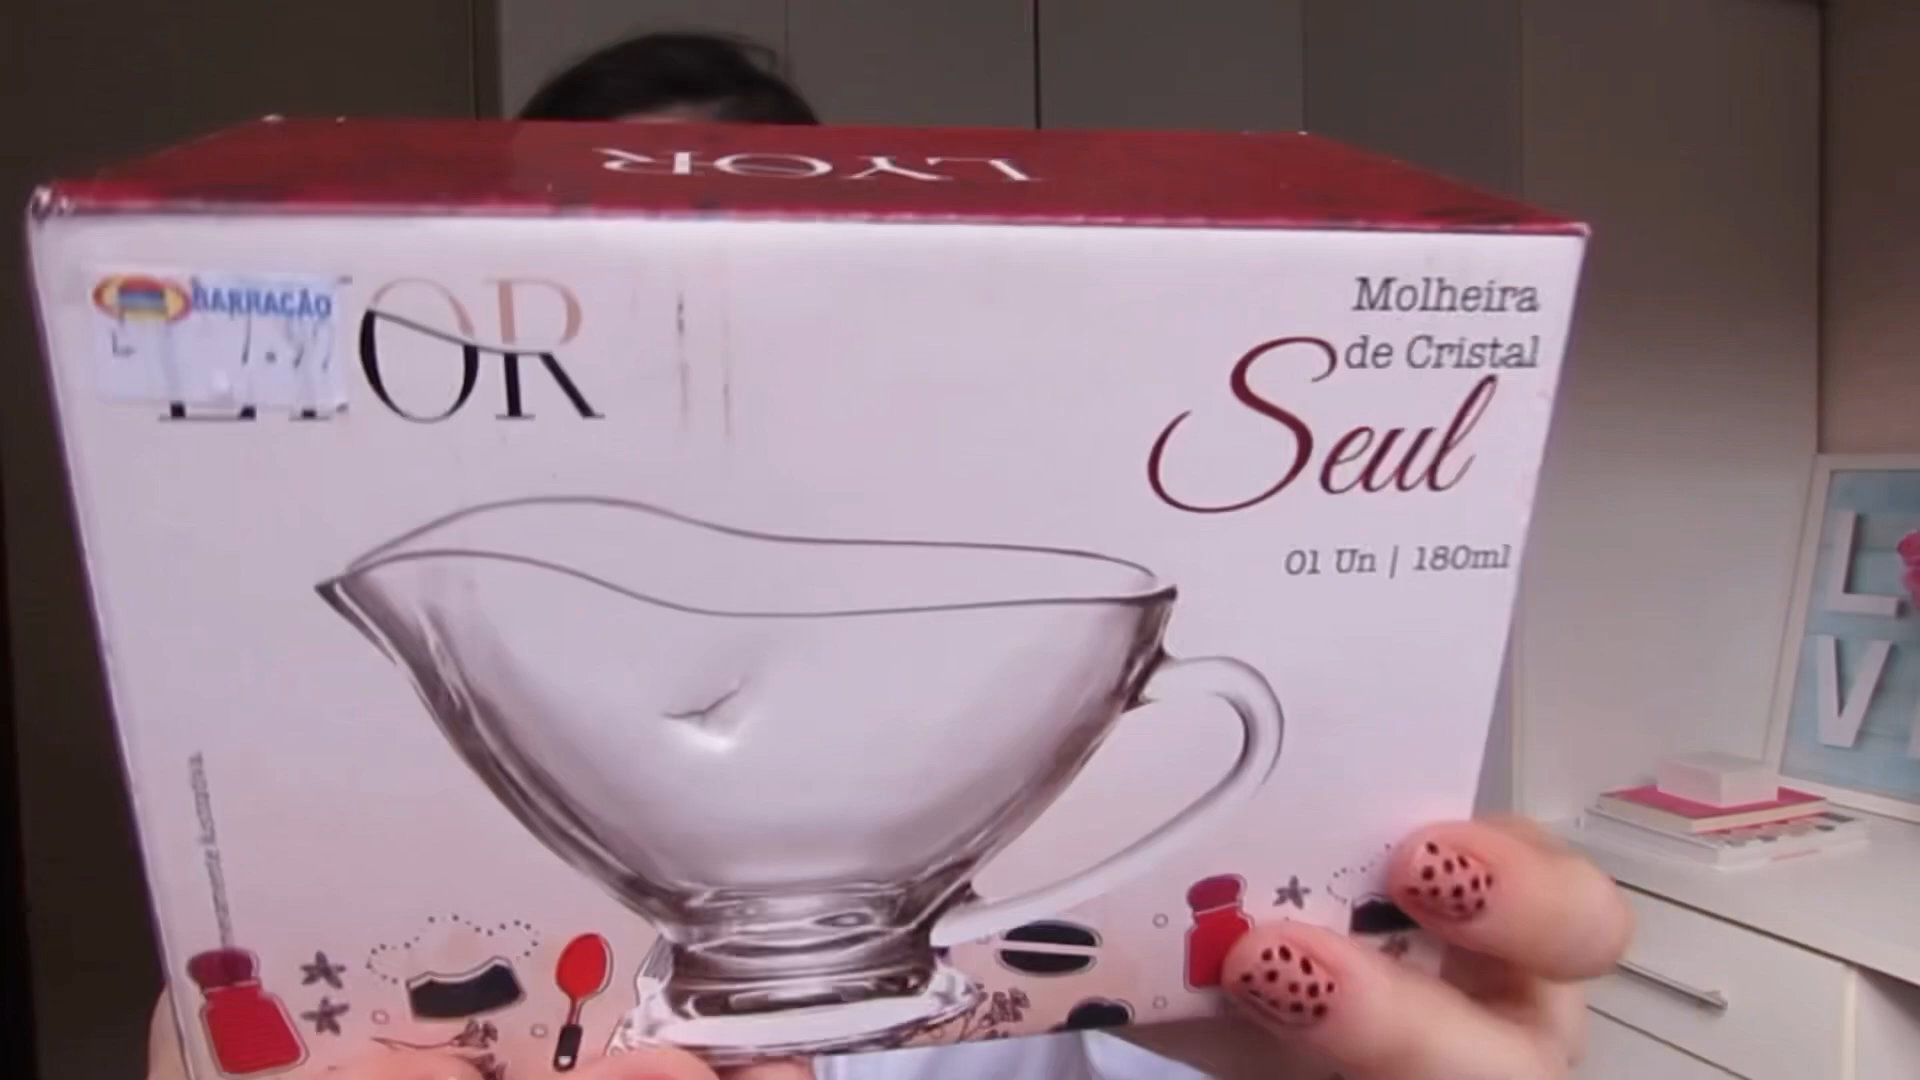 LYOR
BARRACÃO
OR
Molheira
de Cristal
Seul
01 Un | 180ml
L
V